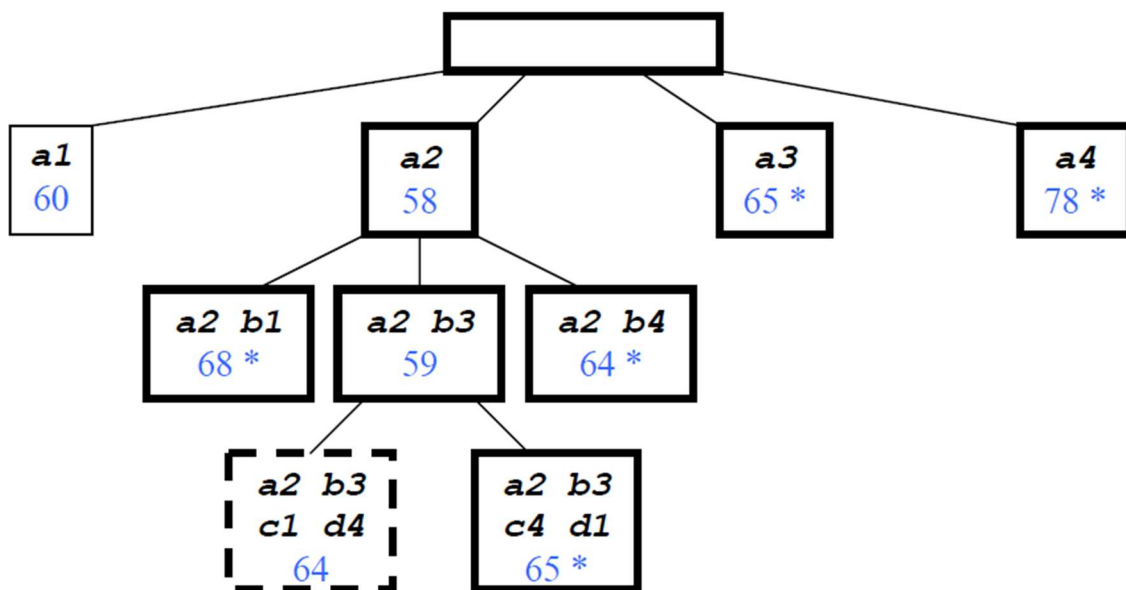 a1
60
a2
58
a3
65 *
a4
78 *
a2 b1
68 *
a2 b3
59
a2 b4
64 *
a2 b3
c1 d4
64
a2 b3
c4 d1
65 *